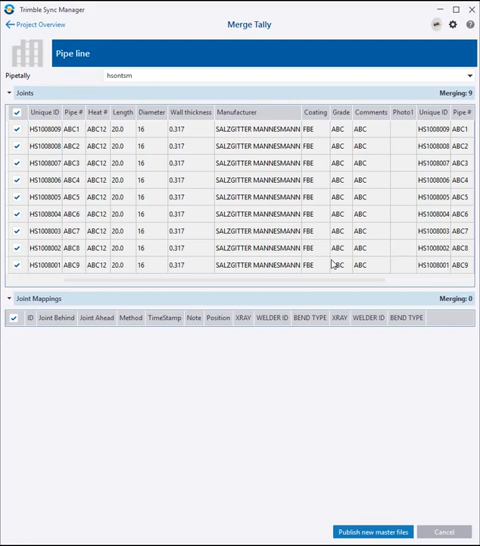 Trimble Sync Manager
Project Overview
Merge Tally
Pipe line
Pipetally hsontsm
Joints Merging: 9
Unique ID Pipe # Heat # Length Diameter Wall thickness Manufacturer Coating Grade Comments Photo1 Unique ID Pipe #
HS1008009 ABC1 ABC12 20.0 16 0.317 SALZGITTER MANNESMANN FBE ABC ABC HS1008009 ABC1
HS1008008 ABC2 ABC12 20.0 16 0.317 SALZGITTER MANNESMANN FBE ABC ABC HS1008008 ABC2
HS1008007 ABC3 ABC12 20.0 16 0.317 SALZGITTER MANNESMANN FBE ABC ABC HS1008007 ABC3
HS1008006 ABC4 ABC12 20.0 16 0.317 SALZGITTER MANNESMANN FBE ABC ABC HS1008006 ABC4
HS1008005 ABC5 ABC12 20.0 16 0.317 SALZGITTER MANNESMANN FBE ABC ABC HS1008005 ABC5
HS1008004 ABC6 ABC12 20.0 16 0.317 SALZGITTER MANNESMANN FBE ABC ABC HS1008004 ABC6
HS1008003 ABC7 ABC12 20.0 16 0.317 SALZGITTER MANNESMANN FBE ABC ABC HS1008003 ABC7
HS1008002 ABC8 ABC12 20.0 16 0.317 SALZGITTER MANNESMANN FBE ABC ABC HS1008002 ABC8
HS1008001 ABC9 ABC12 20.0 16 0.317 SALZGITTER MANNESMANN FBE ABC ABC HS1008001 ABC9
Joint Mappings Merging: 0
ID Joint Behind Joint Ahead Method TimeStamp Note Position XRAY WELDER ID BEND TYPE XRAY WELDER ID BEND TYPE
Publish new master files Cancel